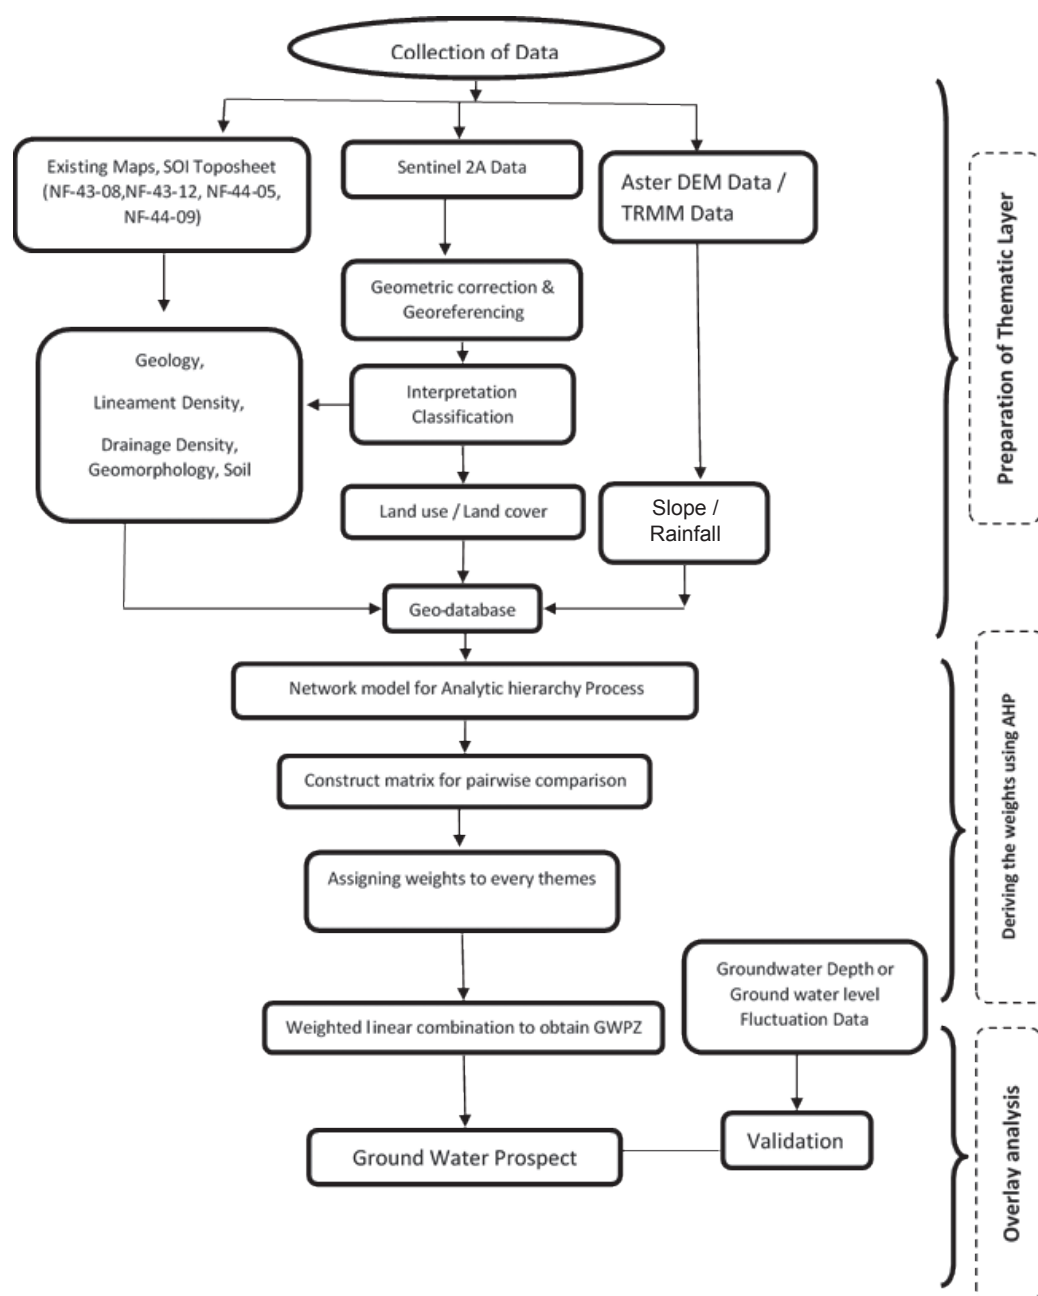 Collection of Data
Existing Maps, SOI Toposheet
(NF-43-08,NF-43-12, NF-44-05,
NF-44-09)
Sentinel 2A Data
Aster DEM Data /
TRMM Data
Geometric correction &
Georeferencing
Geology,
Lineament Density,
Drainage Density,
Geomorphology, Soil
Interpretation
Classification
Land use / Land cover
Slope /
Rainfall
Geo-database
Preparation of Thematic Layer
Network model for Analytic hierarchy Process
Construct matrix for pairwise comparison
Assigning weights to every themes
Deriving the weights using AHP
Groundwater Depth or
Ground water level
Fluctuation Data
Weighted linear combination to obtain GWPZ
Validation
Ground Water Prospect
Overlay analysis